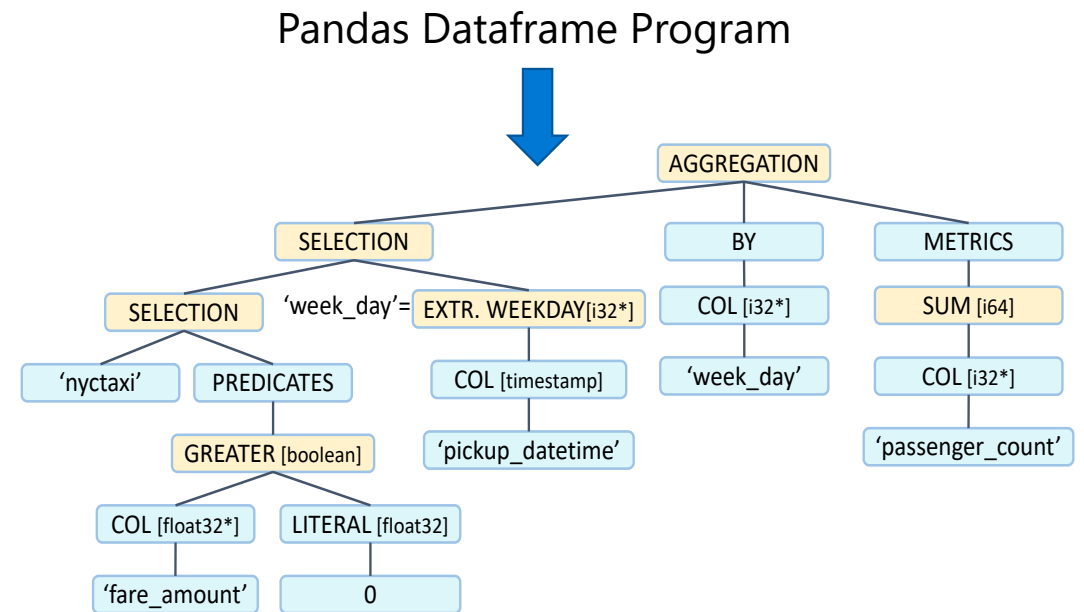 Pandas Dataframe Program
AGGREGATION
SELECTION
BY
METRICS
SELECTION
‘week_day’=
EXTR. WEEKDAY[i32*]
COL [i32*]
SUM [i64]
‘nyctaxi’
PREDICATES
COL [timestamp]
‘week_day’
COL [i32*]
GREATER [boolean]
‘pickup_datetime’
‘passenger_count’
COL [float32*]
LITERAL [float32]
‘fare_amount’
0